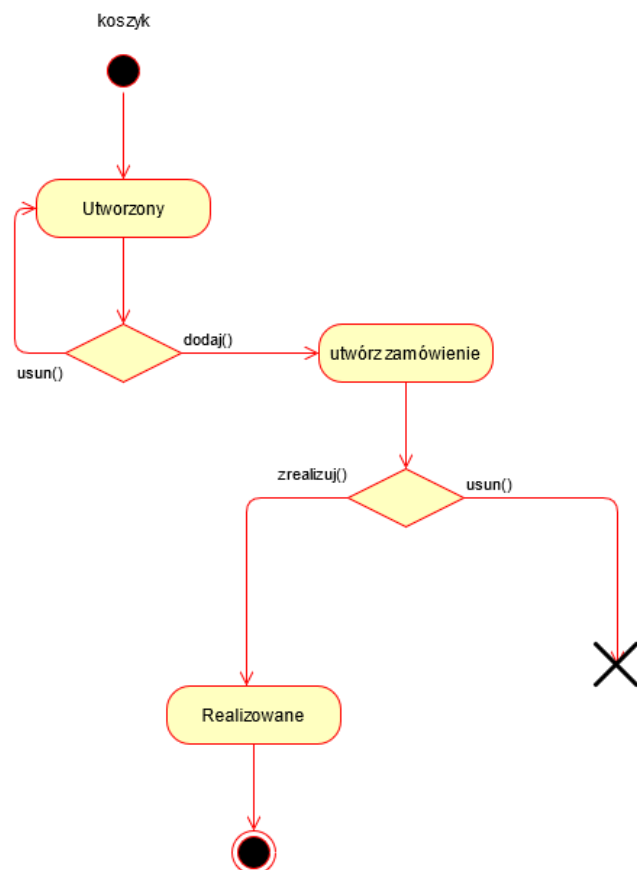 koszyk
Utworzony
dodaj()
usun()
utwórz zamówienie
zrealizuj()
usun()
Realizowane